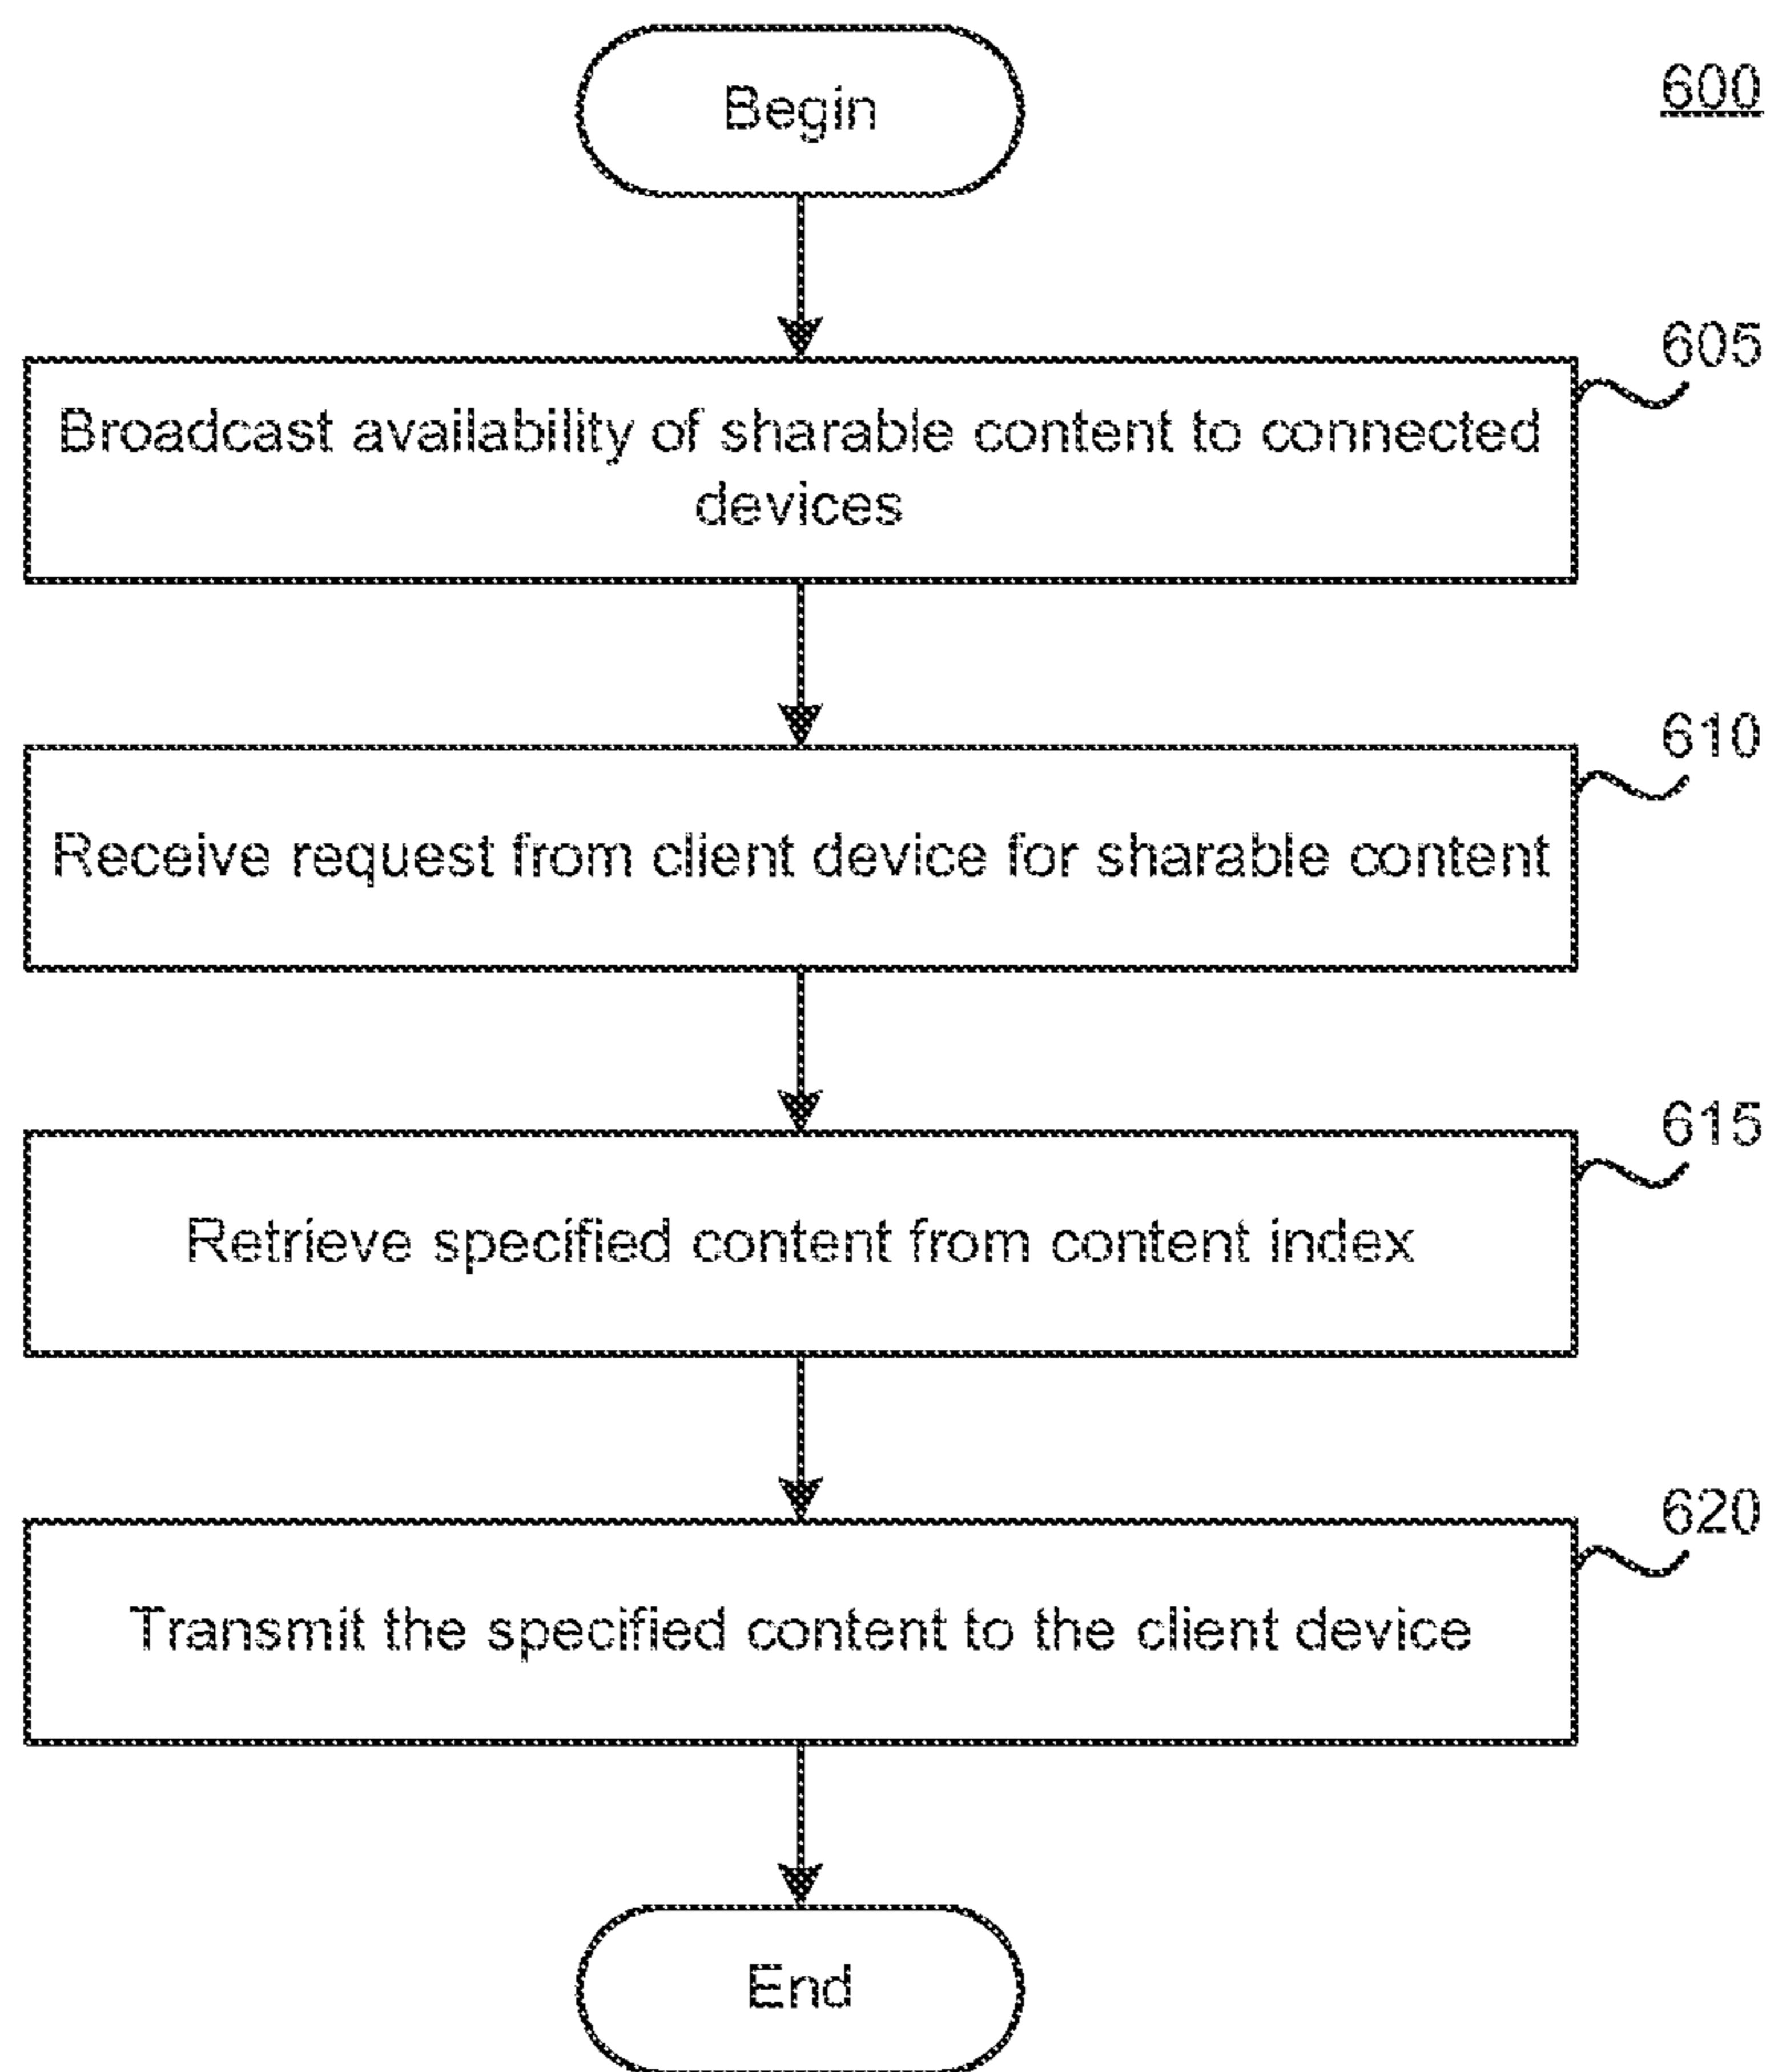 Begin
600
605
Broadcast availability of sharable content to connected
devices
610
Receive request from client device for sharable content
615
Retrieve specified content from content index
620
Transmit the specified content to the client device
End